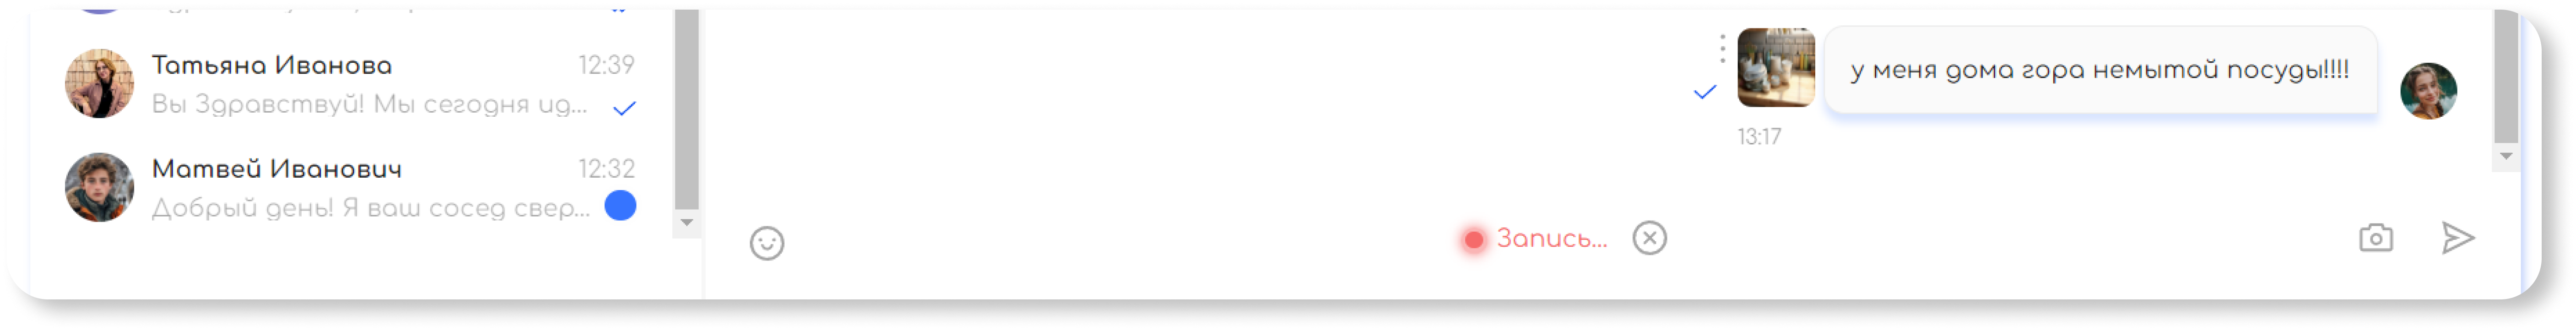 Татьяна Иванова 12:39
Вы Здравствуй! Мы сегодня ид...
Матвей Иванович 12:32
Добрый день! Я ваш сосед свер...
у меня дома гора немытой посуды!!!!
13:17
Запись...